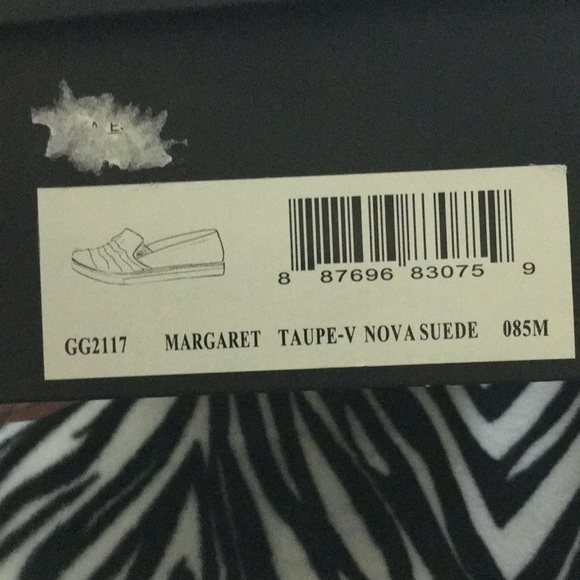 8 87696 83075 9
GG2117 MARGARET TAUPE-V NOVA SUEDE 085M